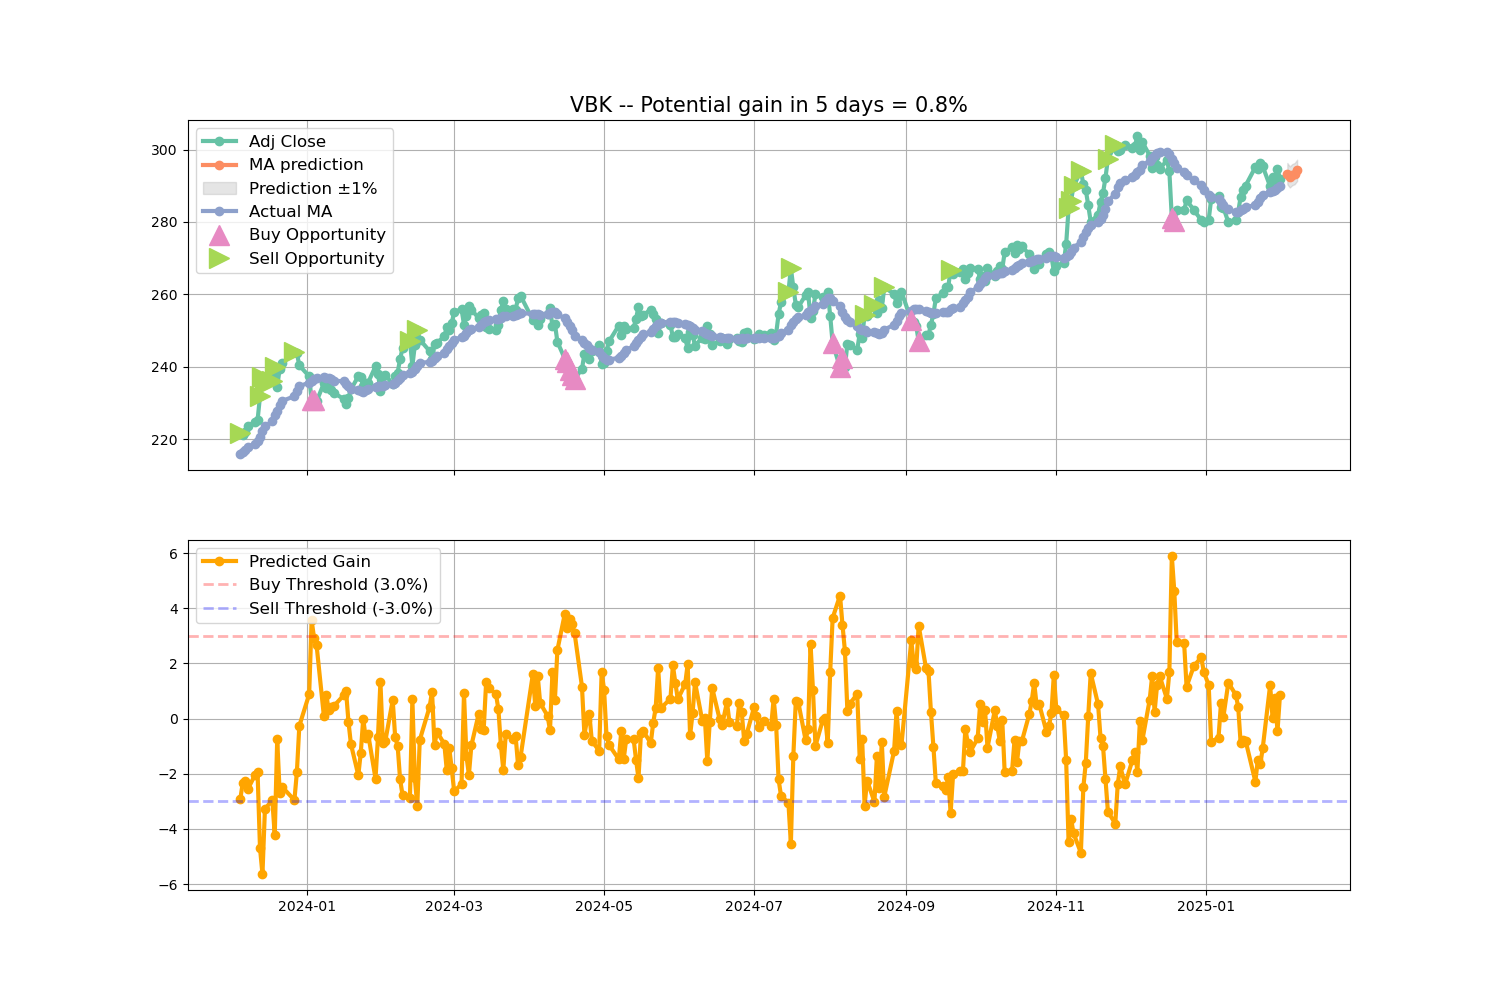 VBK -- Potential gain in 5 days = 0.8%
Adj Close
MA prediction
Prediction ±1%
Actual MA
Buy Opportunity
Sell Opportunity
300
280
260
240
220
Predicted Gain
Buy Threshold (3.0%)
Sell Threshold (-3.0%)
6
4
2
0
−2
−4
−6
2024-01 2024-03 2024-05 2024-07 2024-09 2024-11 2025-01